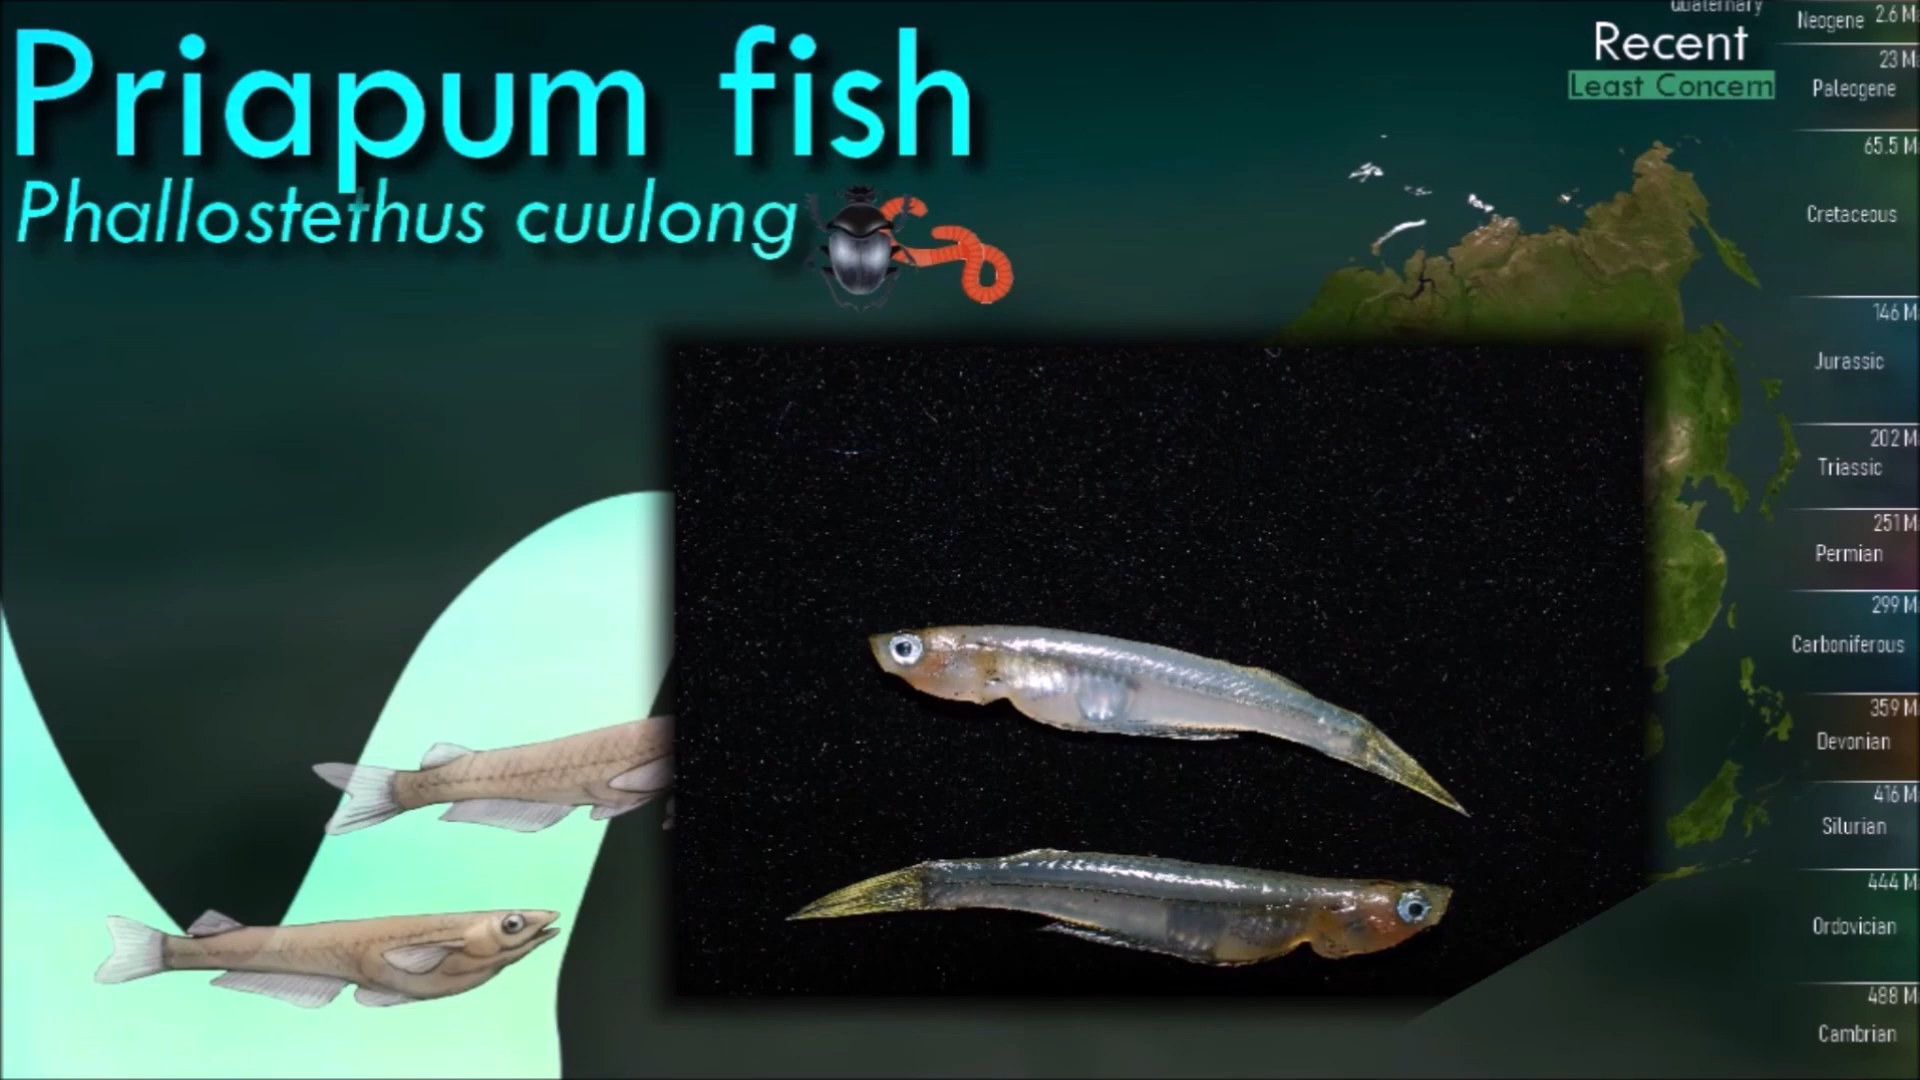 Priapum fish
Phallostethus cuulong
Quaternary
Recent
Least Concern
Neogene 2.6 M
23 M
Paleogene
65.5 M
Cretaceous
146 M
Jurassic
202 M
Triassic
251 M
Permian
299 M
Carboniferous
359 M
Devonian
416 M
Silurian
444 M
Ordovician
488 M
Cambrian